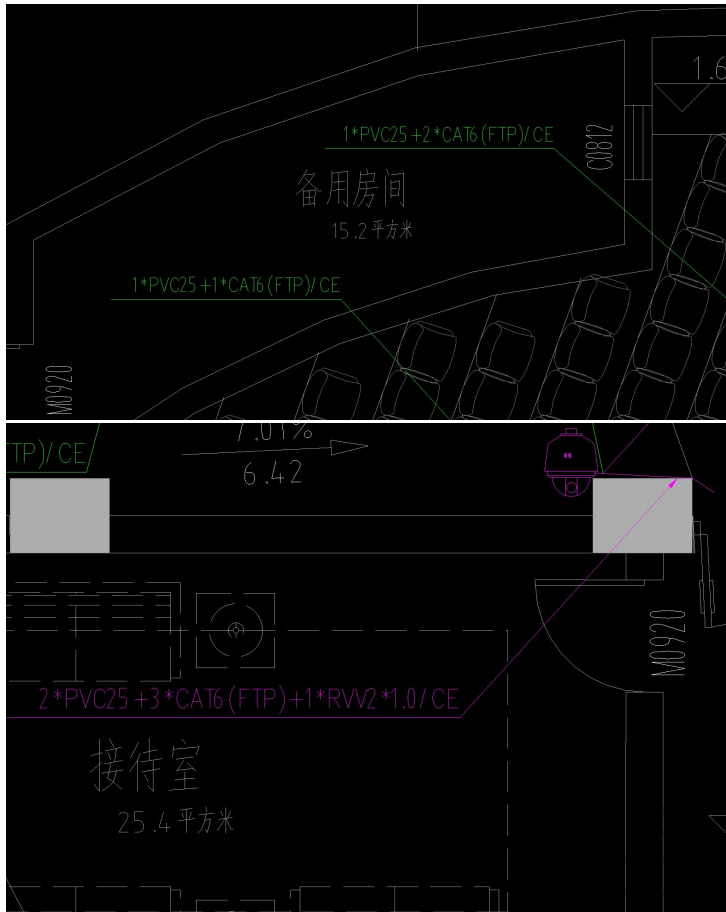 1.6
1*PVC25+2*CAT6(FTP)/CE
C0812
备用房间
15.2平方米
1*PVC25+1*CAT6(FTP)/CE
M0920
7.01%
TP)/CE
6.42
M0920
2*PVC25+3*CAT6(FTP)+1*RVV2*1.0/CE
接待室
25.4平方米